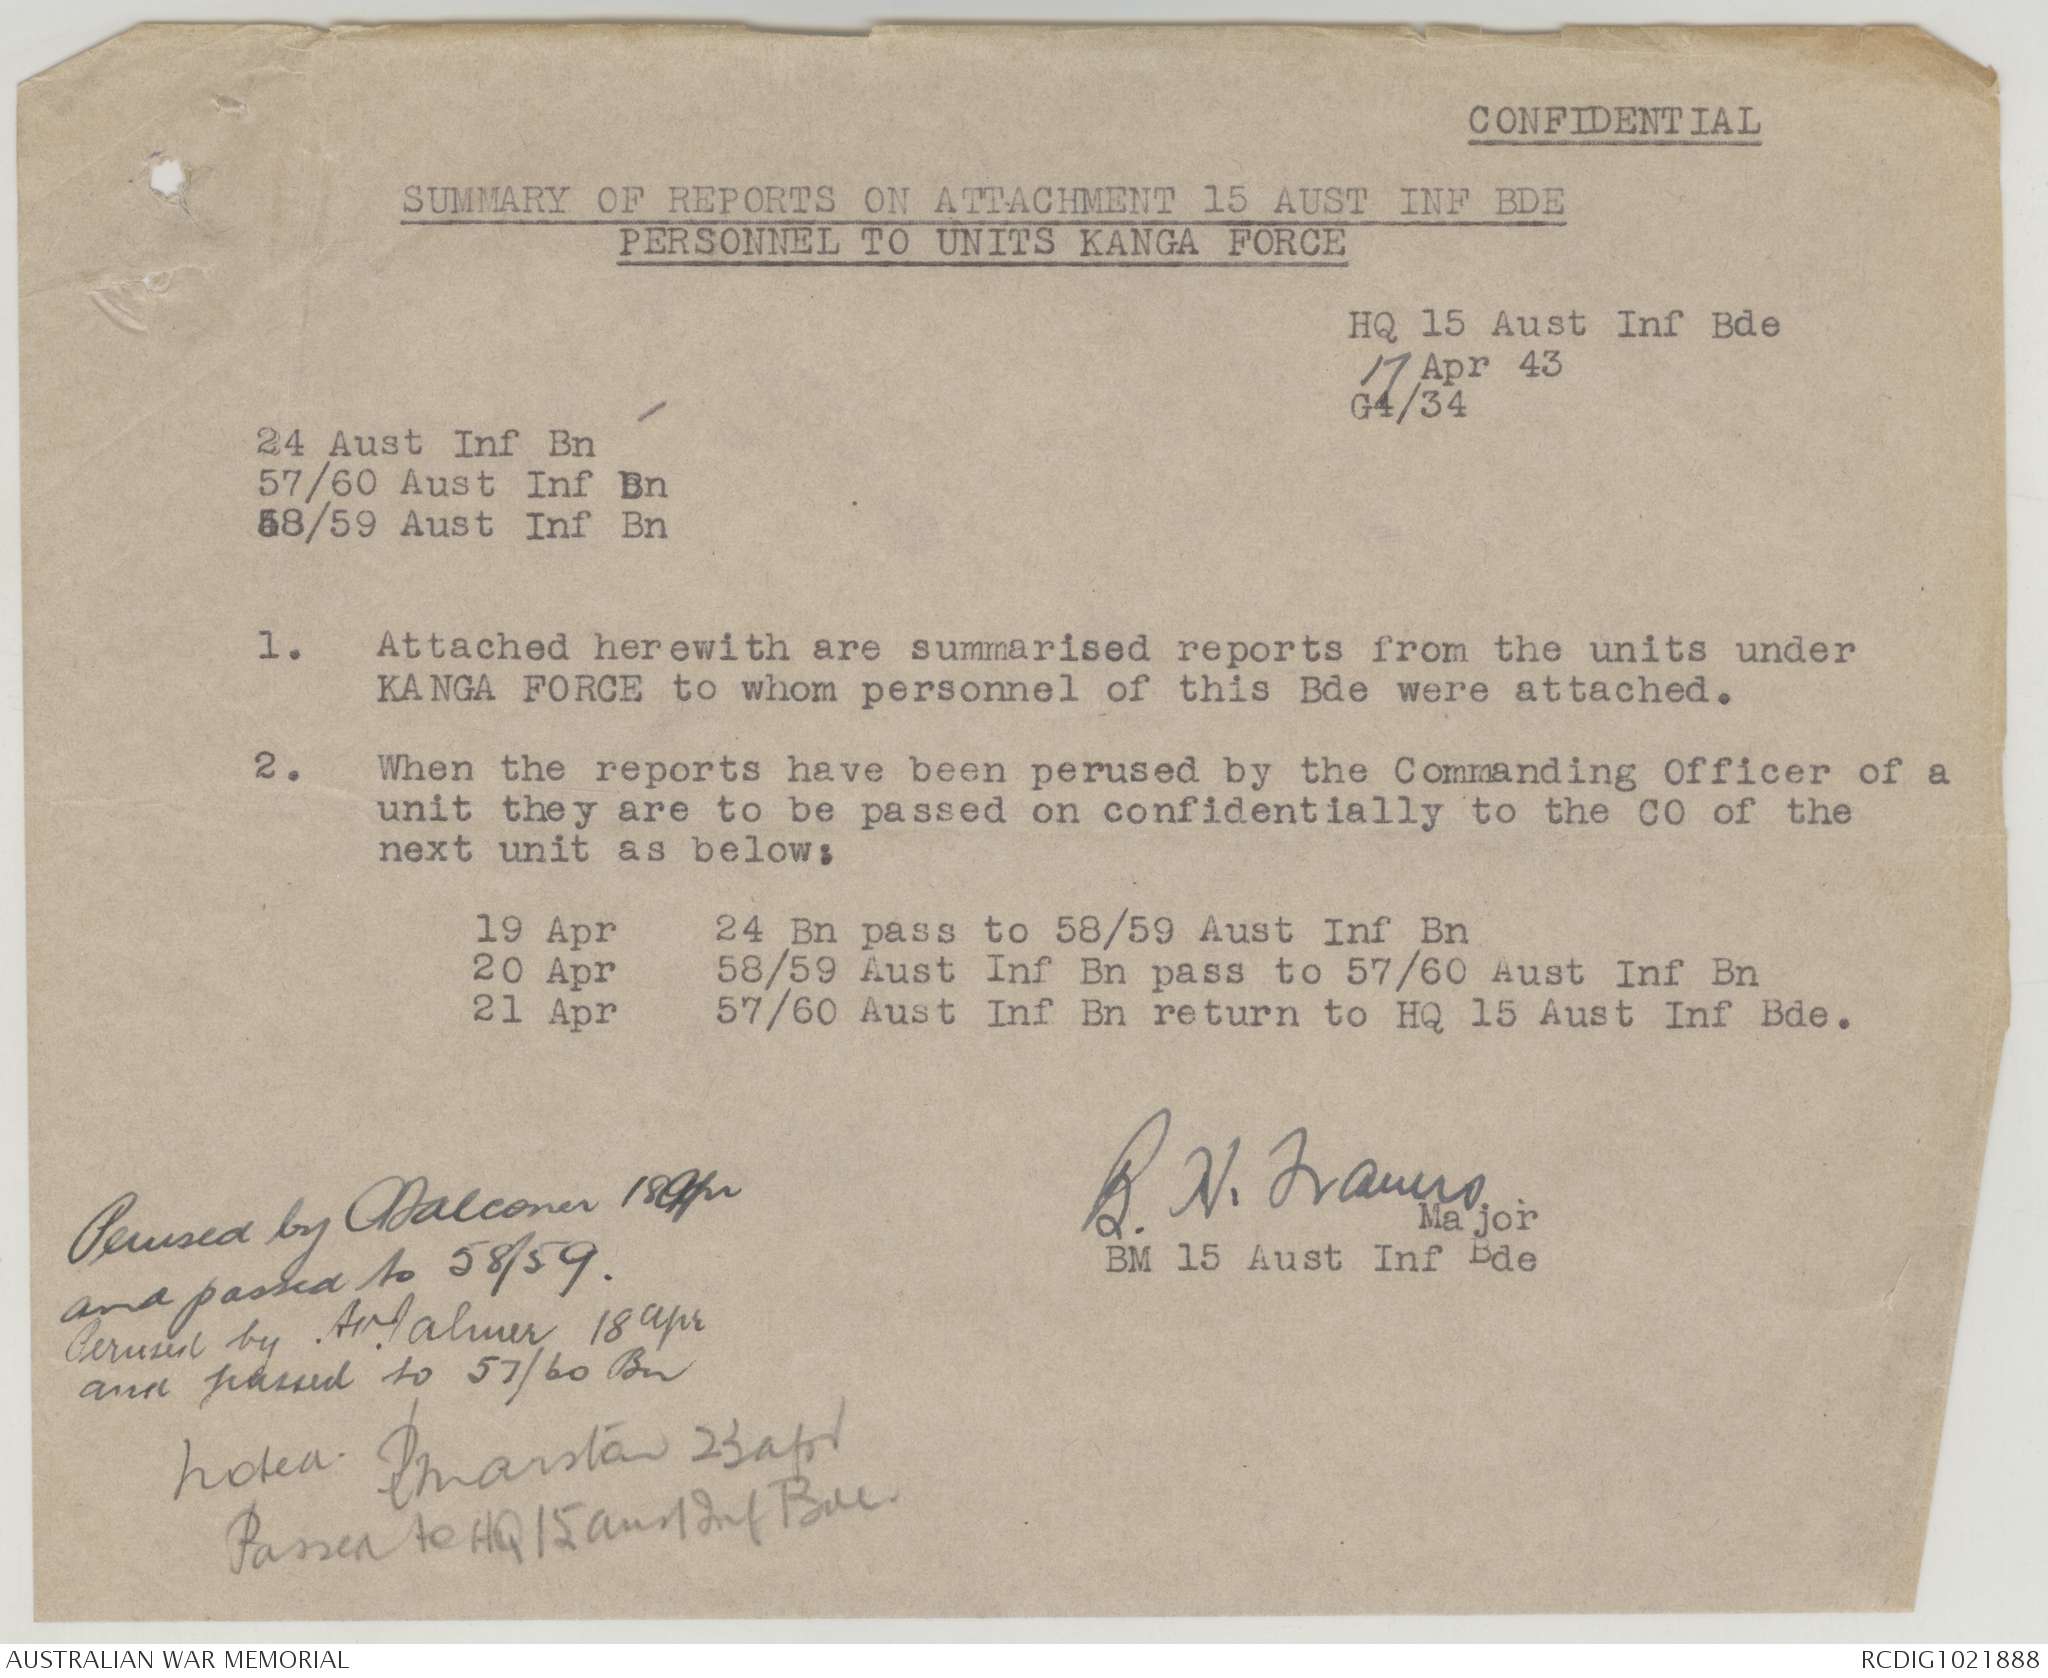 CONFIDENTIAL
SUMMARY OF REPORTS ON ATTACHMENT 15 AUST INF BDE
PERSONNEL TO UNITS KANGA FORCE
HQ 15 Aust Inf Bde
17 Apr 43
G4/34
24 Aust Inf Bn
57/60 Aust Inf Bn
58/59 Aust Inf Bn
1. Attached herewith are summarised reports from the units under
KANGA FORCE to whom personnel of this Bde were attached.
2. When the reports have been perused by the Commanding Officer of a
unit they are to be passed on confidentially to the CO of the
next unit as below:
19 Apr 24 Bn pass to 58/59 Aust Inf Bn
20 Apr 58/59 Aust Inf Bn pass to 57/60 Aust Inf Bn
21 Apr 57/60 Aust Inf Bn return to HQ 15 Aust Inf Bde.
B. H. Travers
Major
BM 15 Aust Inf Bde
Perused by Falconer 18 Apr
and passed to 58/59.
Perused by Palmer 18 Apr
and passed to 57/60 Bn
Noted. Marston 23 Apr
Passed to HQ 15 Aust Inf Bde.
AUSTRALIAN WAR MEMORIAL
RCDIG1021888